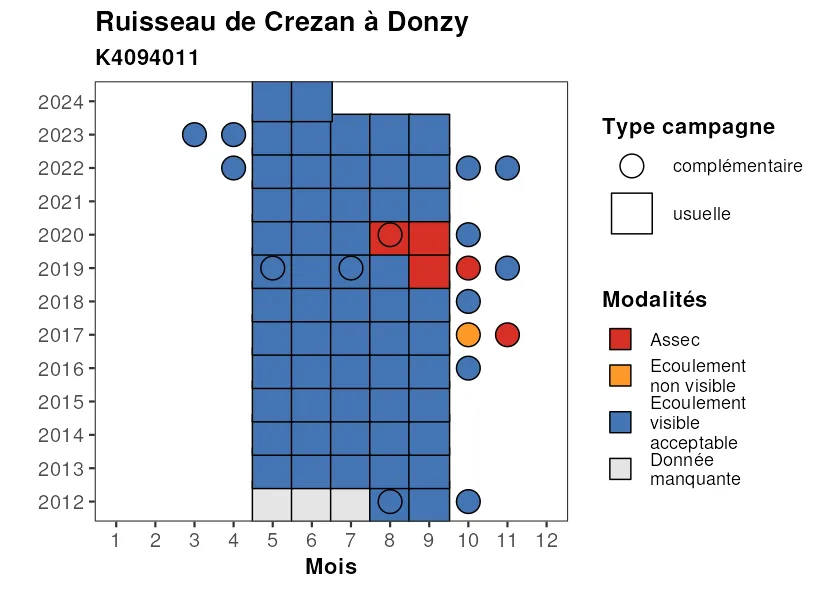 Ruisseau de Crezan à Donzy
K4094011
2024
2023
2022
2021
2020
2019
2018
2017
2016
2015
2014
2013
2012
1 2 3 4 5 6 7 8 9 10 11 12
Mois
Type campagne
complémentaire
usuelle
Modalités
Assec
Ecoulement
non visible
Ecoulement
visible
acceptable
Donnée
manquante